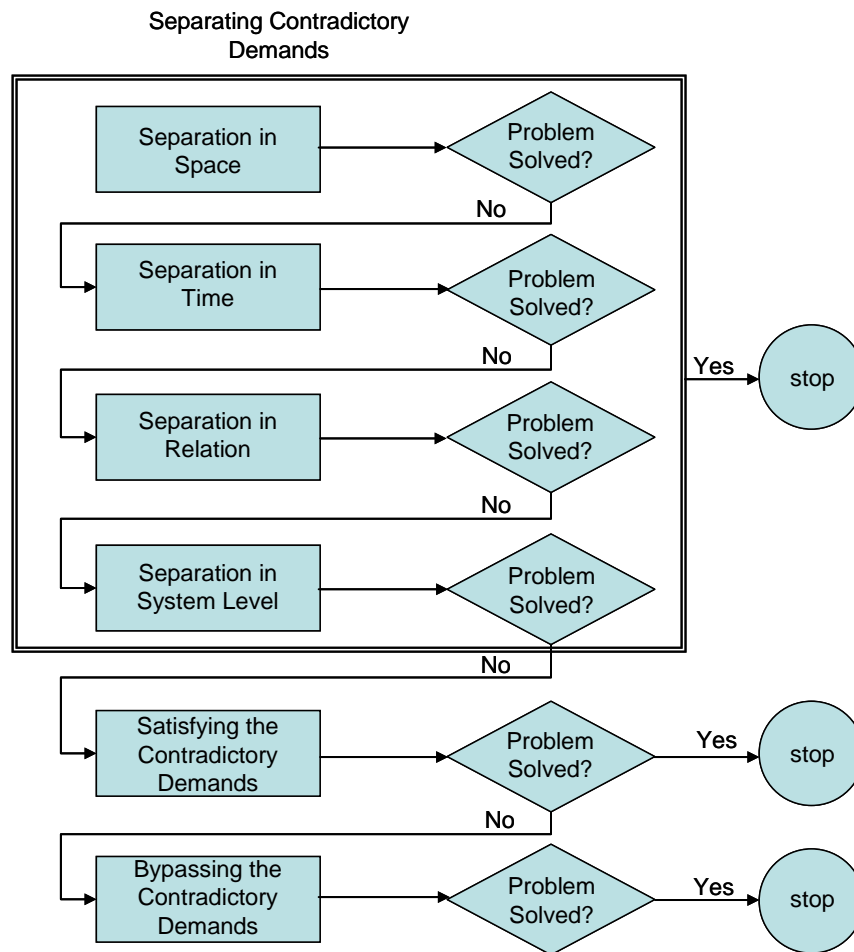 Separating Contradictory
Demands
Separation in
Space
Problem
Solved?
No
Separation in
Time
Problem
Solved?
No
Yes
stop
Separation in
Relation
Problem
Solved?
No
Separation in
System Level
Problem
Solved?
No
Satisfying the
Contradictory
Demands
Problem
Solved?
Yes
stop
No
Bypassing the
Contradictory
Demands
Problem
Solved?
Yes
stop